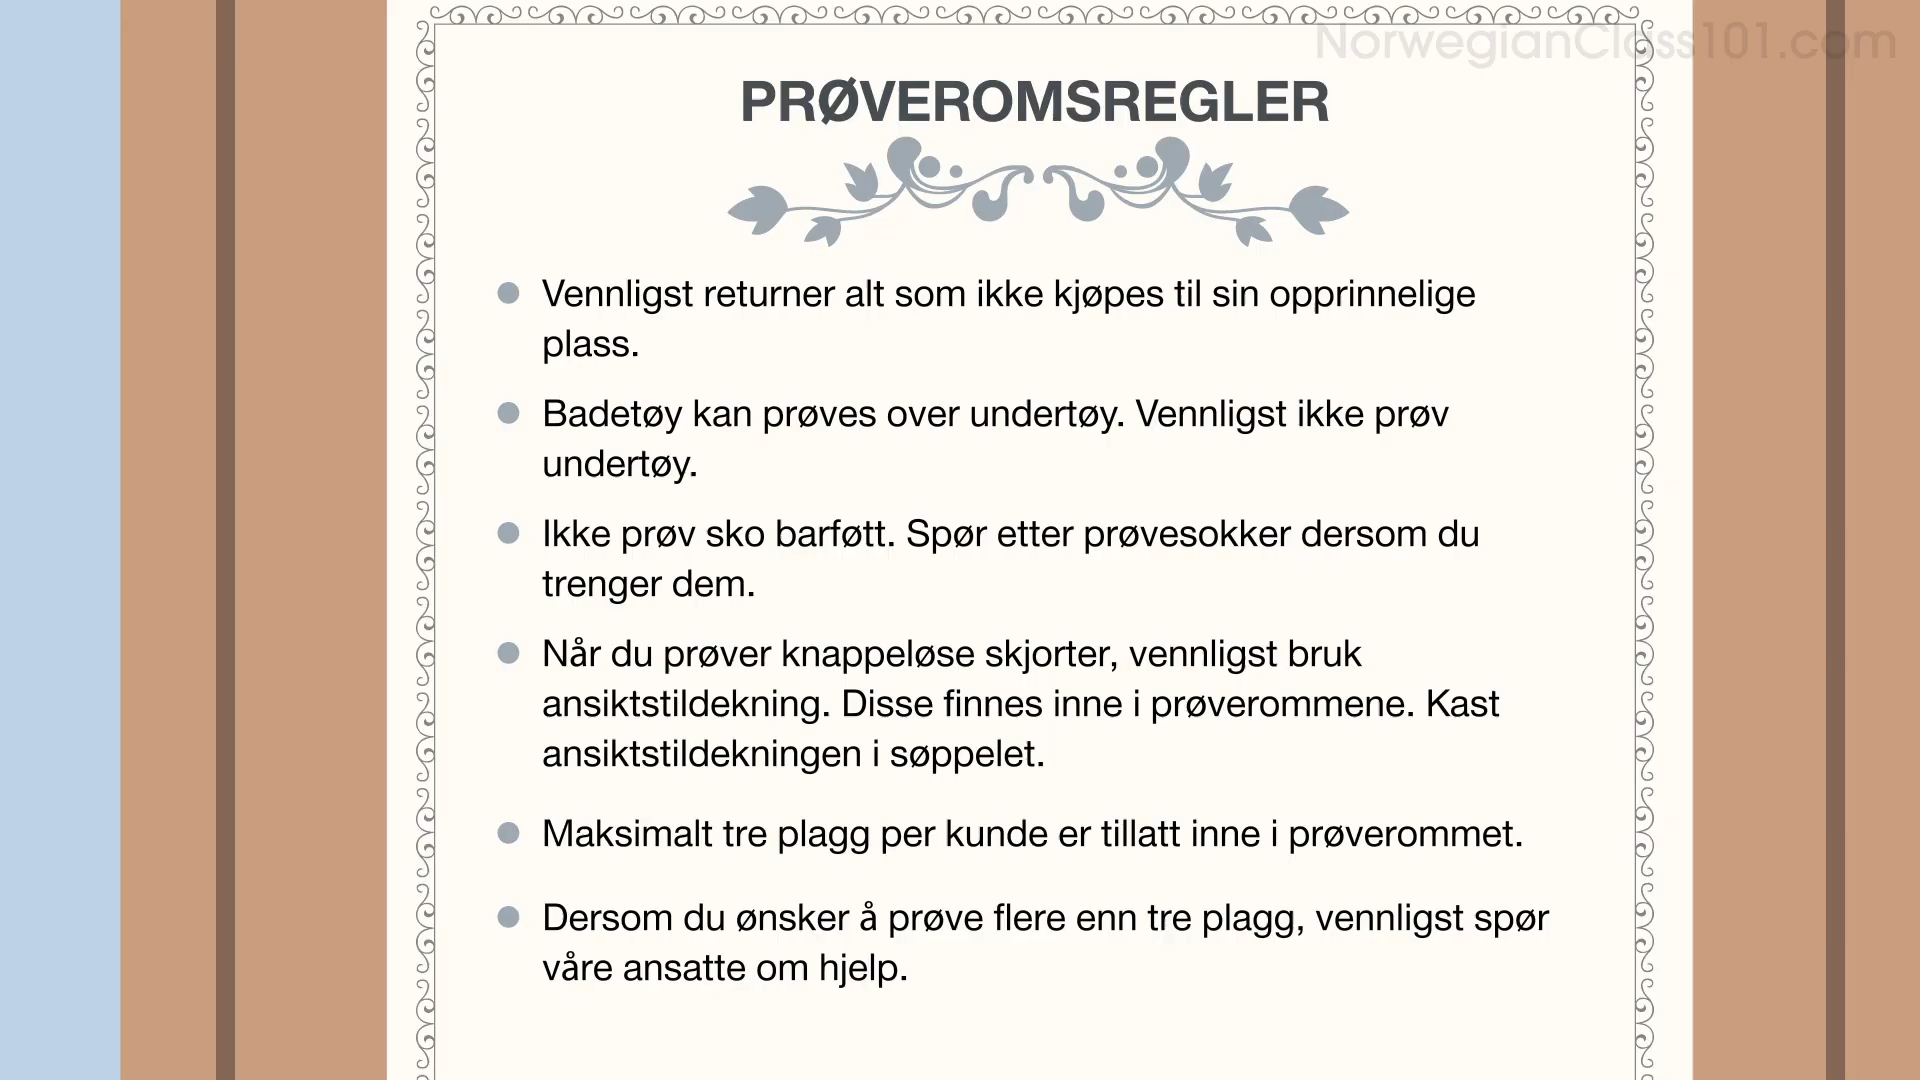 NorwegianClass101.com
PRØVEROMSREGLER
Vennligst returner alt som ikke kjøpes til sin opprinnelige
plass.
Badetøy kan prøves over undertøy. Vennligst ikke prøv
undertøy.
Ikke prøv sko barføtt. Spør etter prøvesokker dersom du
trenger dem.
Når du prøver knappeløse skjorter, vennligst bruk
ansiktstildekning. Disse finnes inne i prøverommene. Kast
ansiktstildekningen i søppelet.
Maksimalt tre plagg per kunde er tillatt inne i prøverommet.
Dersom du ønsker å prøve flere enn tre plagg, vennligst spør
våre ansatte om hjelp.